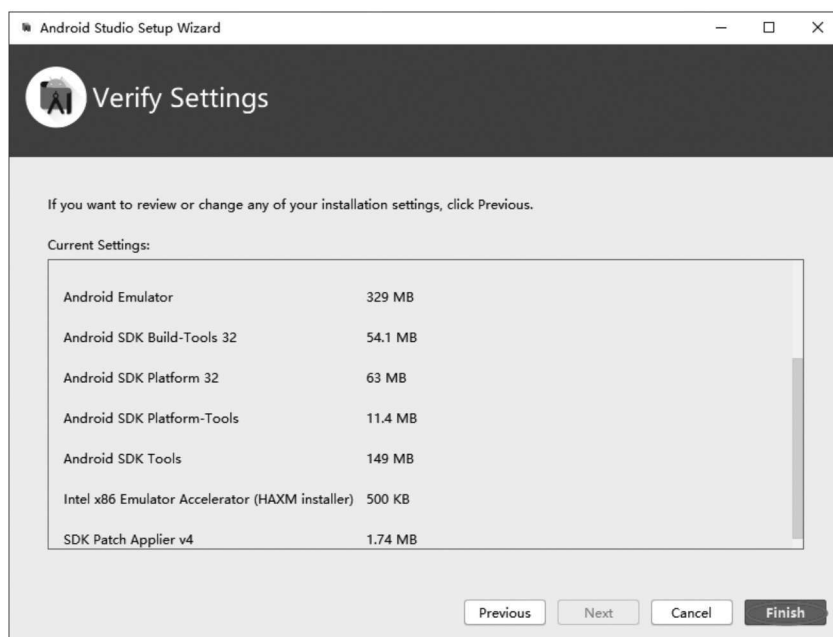 Android Studio Setup Wizard
Verify Settings
If you want to review or change any of your installation settings, click Previous.
Current Settings:
Android Emulator 329 MB
Android SDK Build-Tools 32 54.1 MB
Android SDK Platform 32 63 MB
Android SDK Platform-Tools 11.4 MB
Android SDK Tools 149 MB
Intel x86 Emulator Accelerator (HAXM installer) 500 KB
SDK Patch Applier v4 1.74 MB
Previous Next Cancel Finish